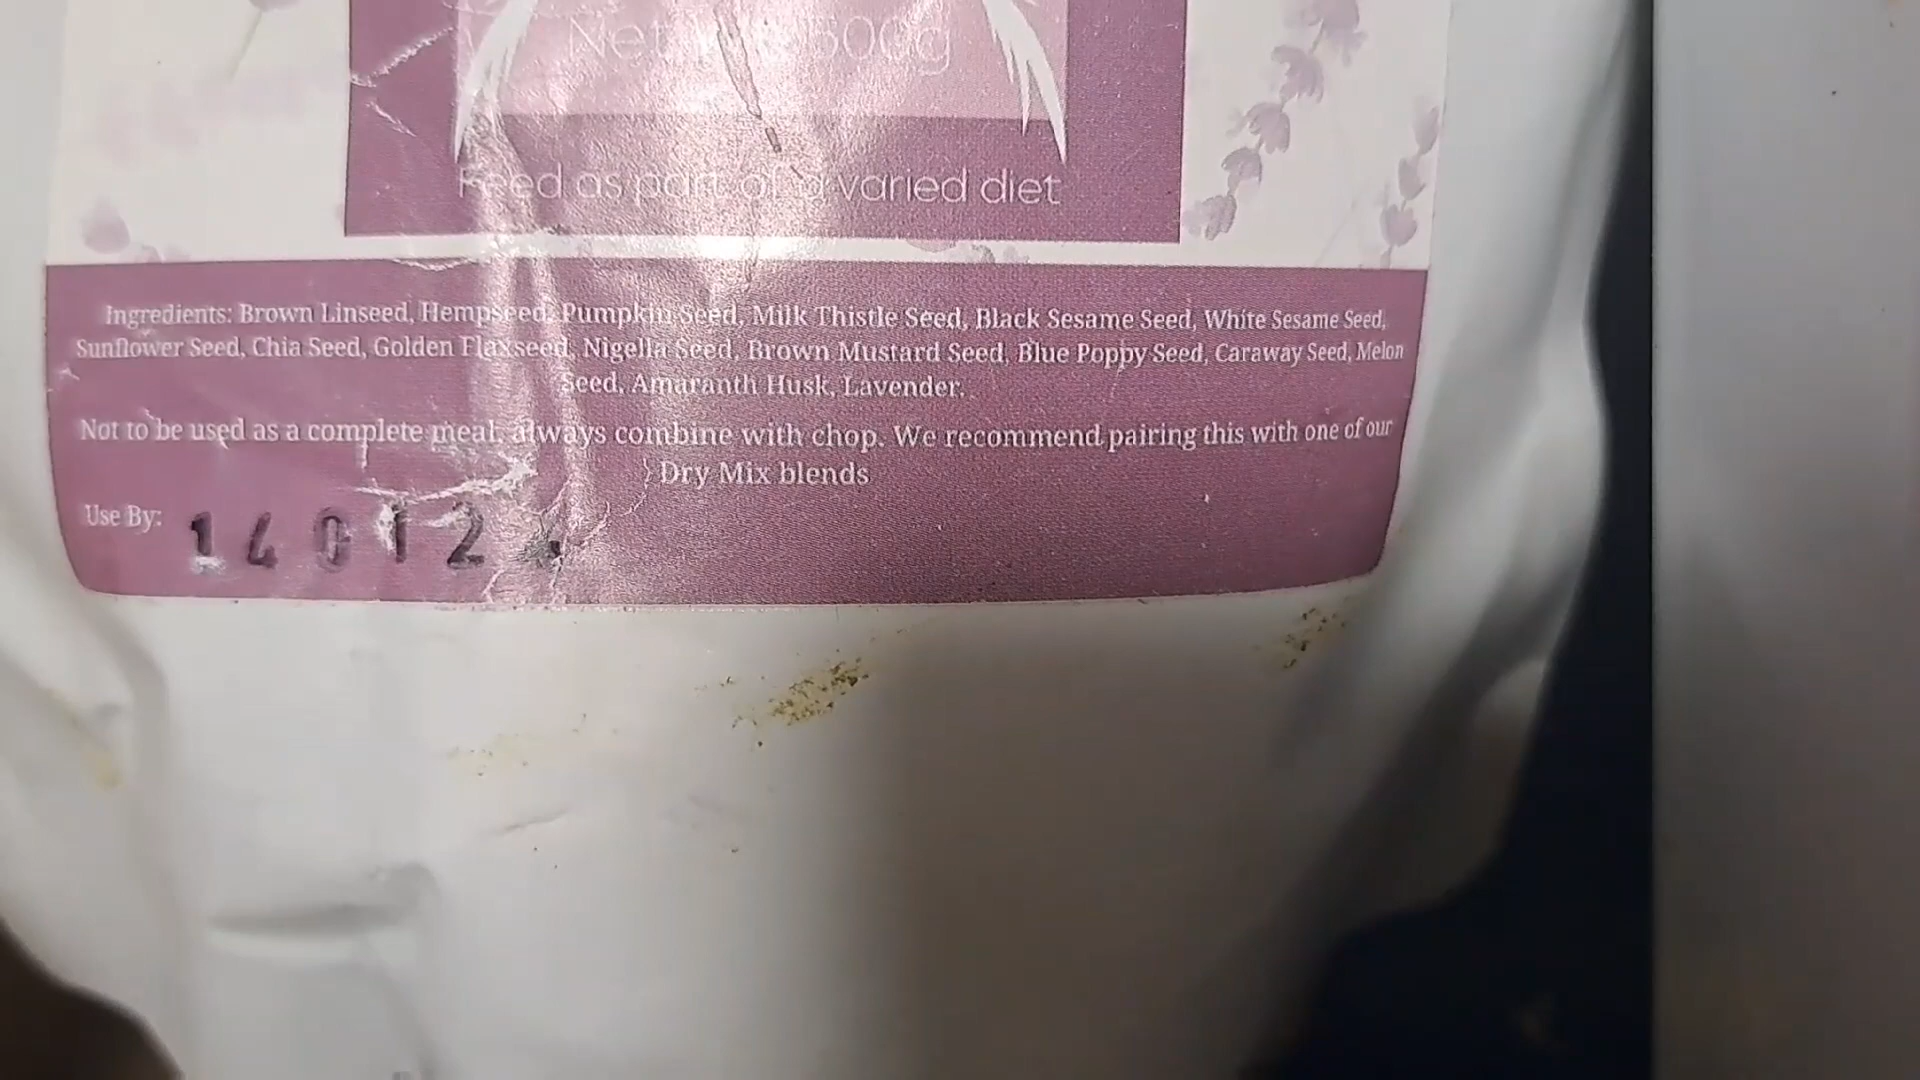 Net 500g
Feed as part of a varied diet
Ingredients: Brown Linseed, Hempseed, Pumpkin Seed, Milk Thistle Seed, Black Sesame Seed, White Sesame Seed,
Sunflower Seed, Chia Seed, Golden Flaxseed, Nigella Seed, Brown Mustard Seed, Blue Poppy Seed, Caraway Seed, Melon
Seed, Amaranth Husk, Lavender.
Not to be used as a complete meal, always combine with chop. We recommend pairing this with one of our
Dry Mix blends
Use By: